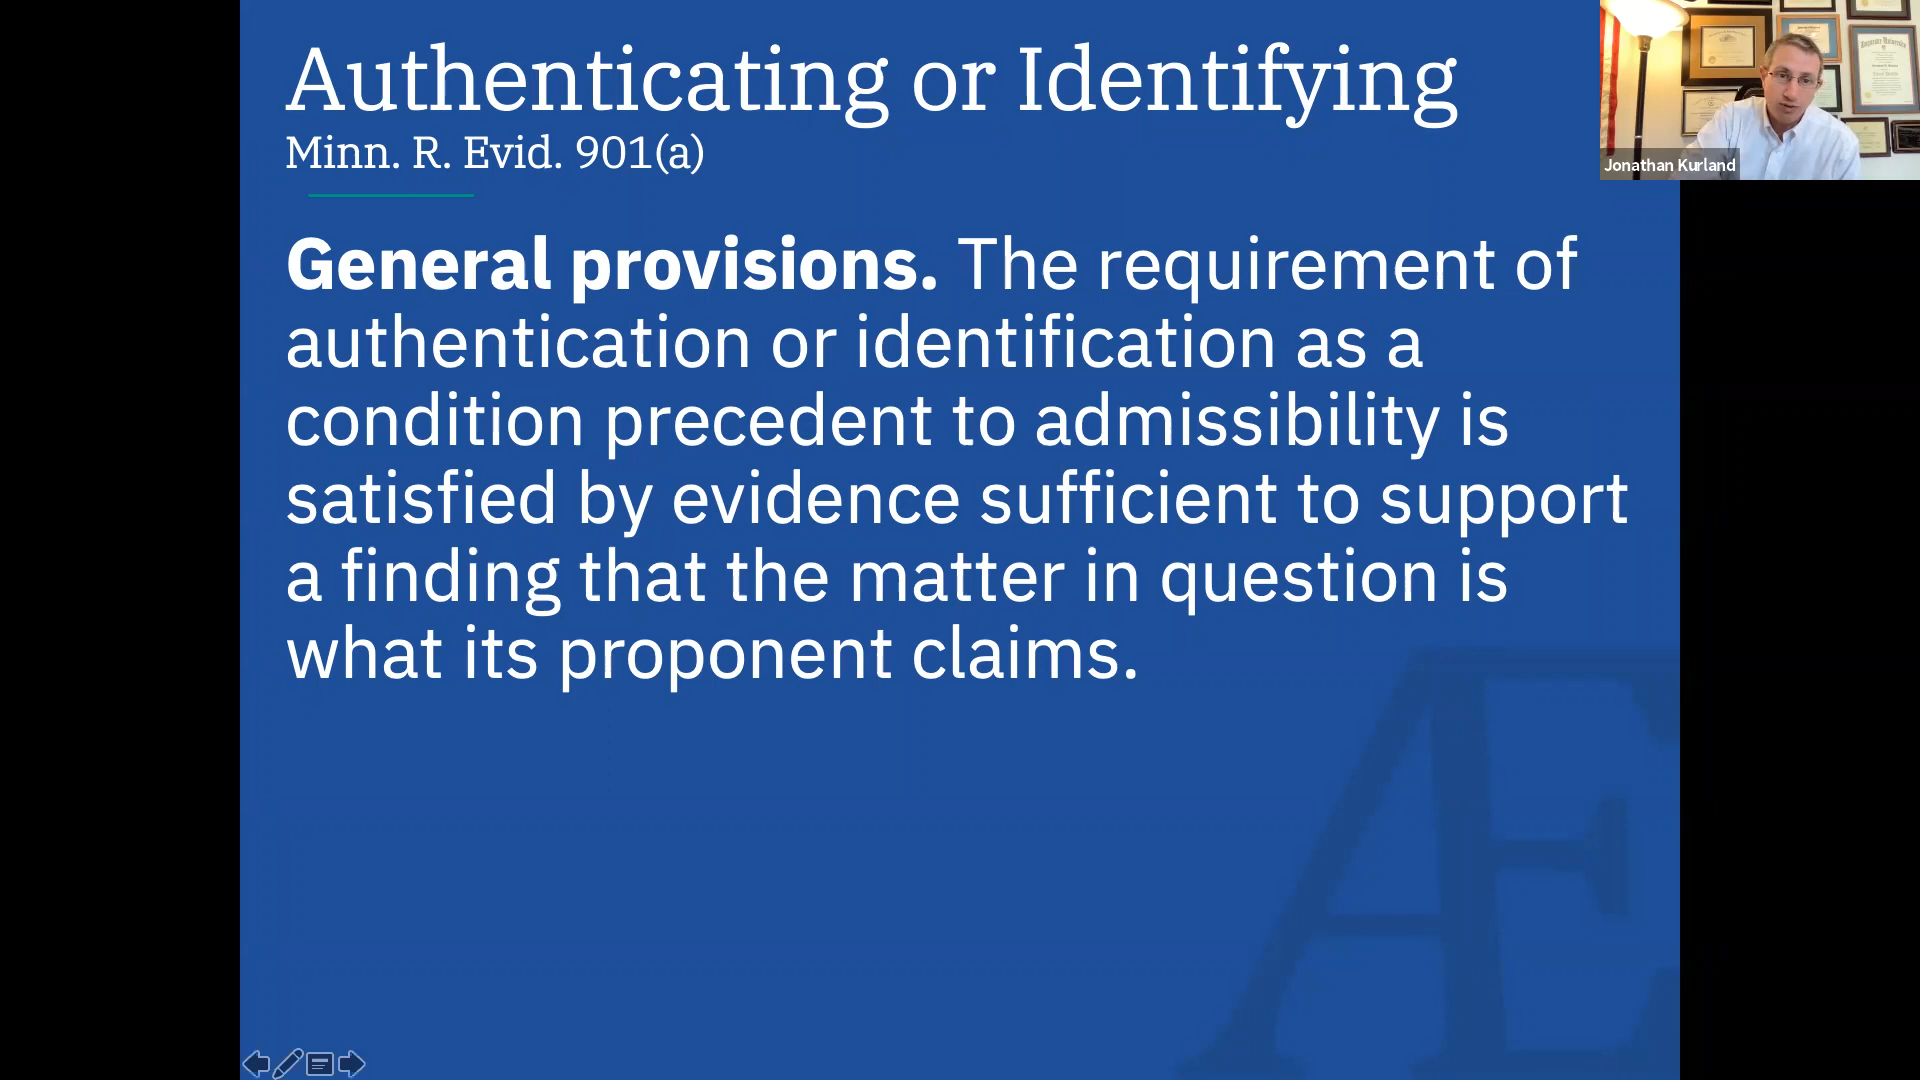 Authenticating or Identifying
Minn. R. Evid. 901(a)
General provisions. The requirement of
authentication or identification as a
condition precedent to admissibility is
satisfied by evidence sufficient to support
a finding that the matter in question is
what its proponent claims.
Jonathan Kurland
Æ